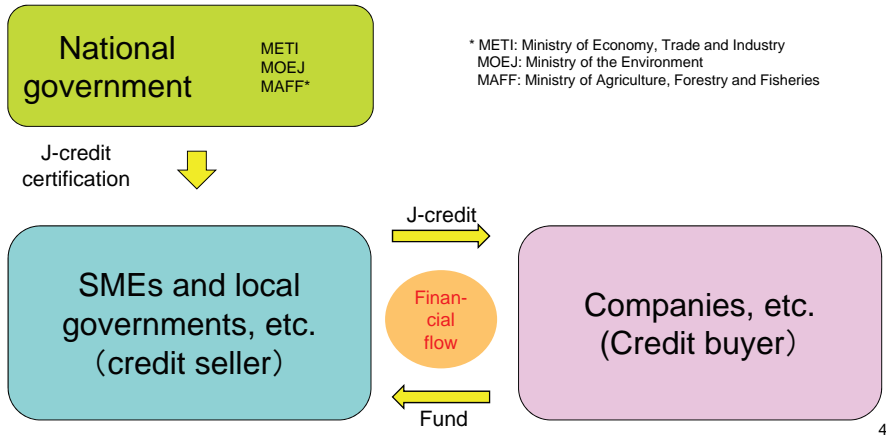 National
government
METI
MOEJ
MAFF*
* METI: Ministry of Economy, Trade and Industry
MOEJ: Ministry of the Environment
MAFF: Ministry of Agriculture, Forestry and Fisheries
J-credit
certification
J-credit
SMEs and local
governments, etc.
（credit seller）
Finan-
cial
flow
Companies, etc.
(Credit buyer）
Fund
4